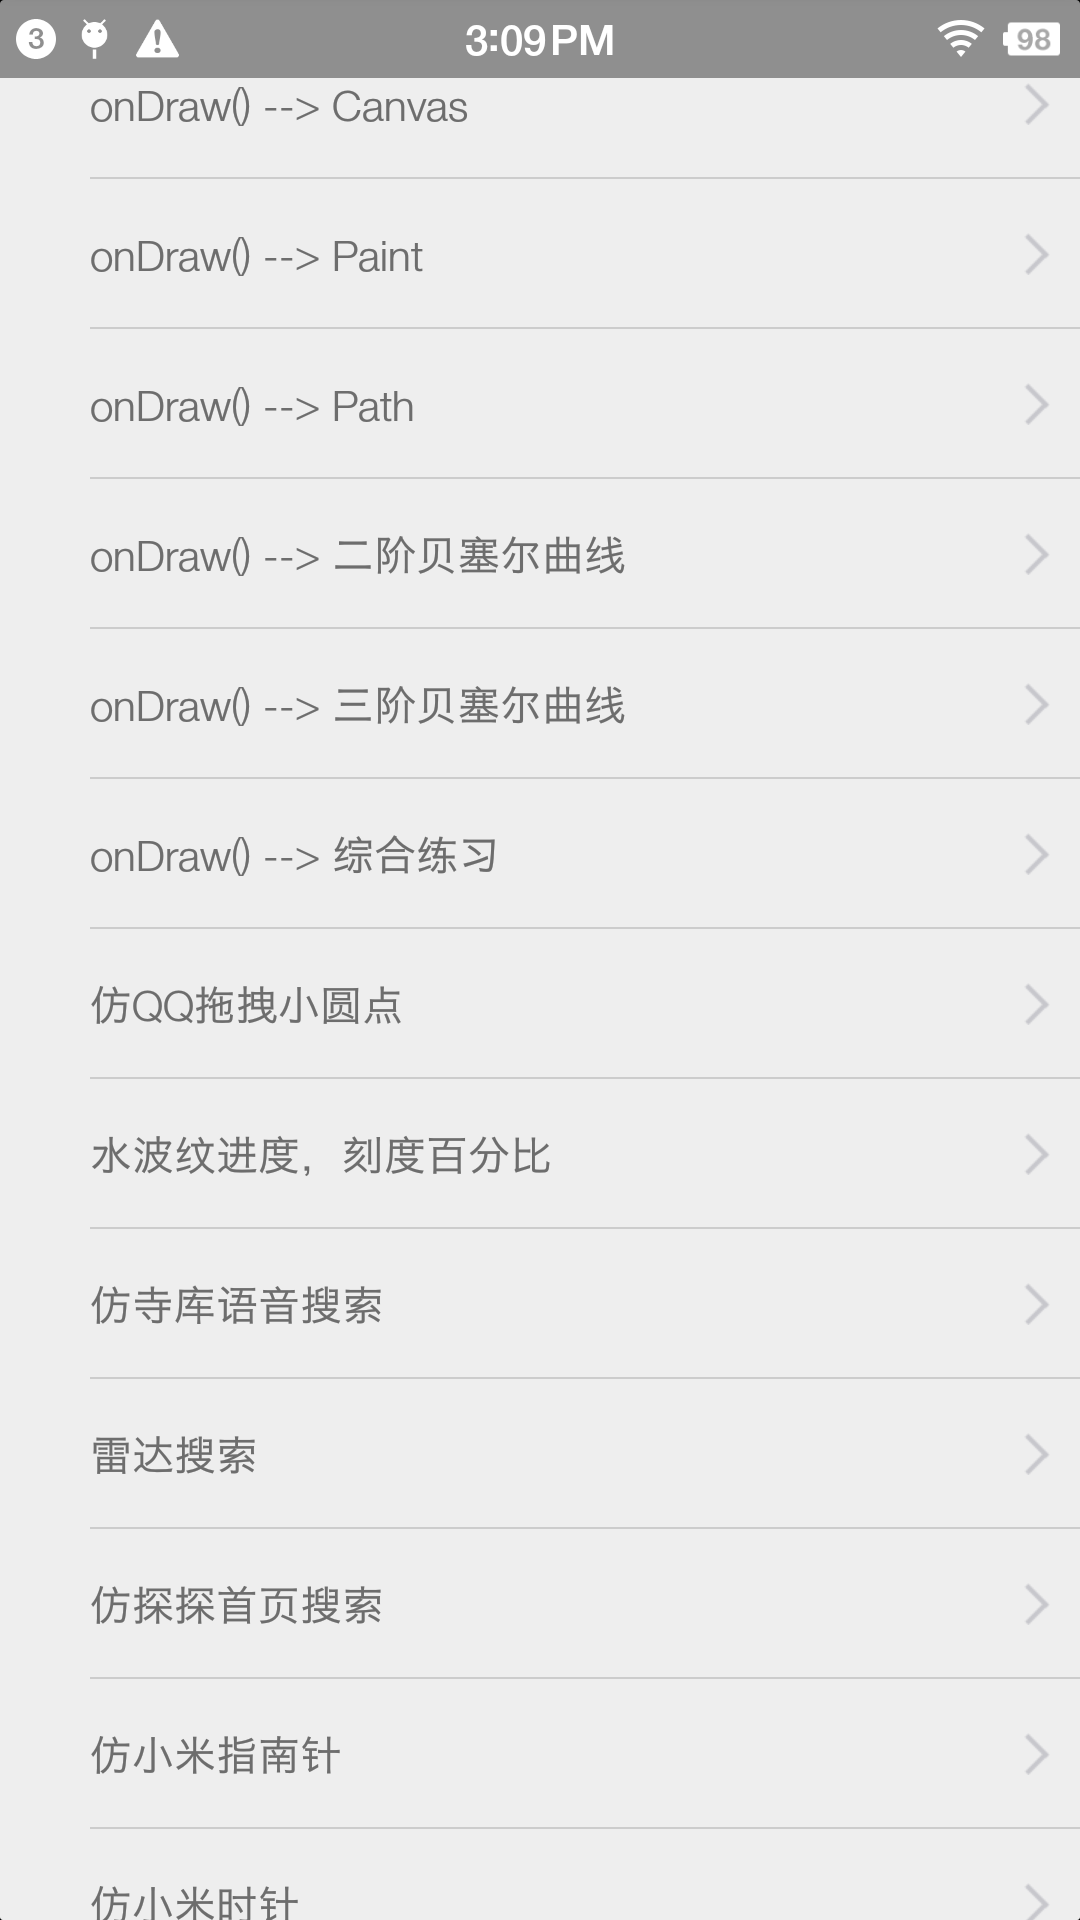 3 3:09 PM 98
onDraw() --> Canvas
onDraw() --> Paint
onDraw() --> Path
onDraw() --> 二阶贝塞尔曲线
onDraw() --> 三阶贝塞尔曲线
onDraw() --> 综合练习
仿QQ拖拽小圆点
水波纹进度，刻度百分比
仿寺库语音搜索
雷达搜索
仿探探首页搜索
仿小米指南针
仿小米时针